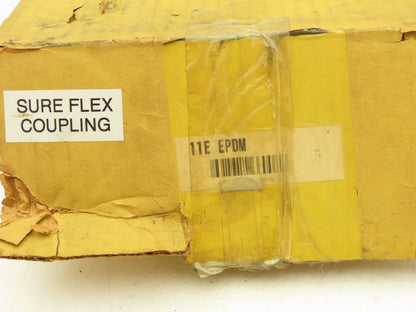 SURE FLEX
COUPLING
11E EPDM